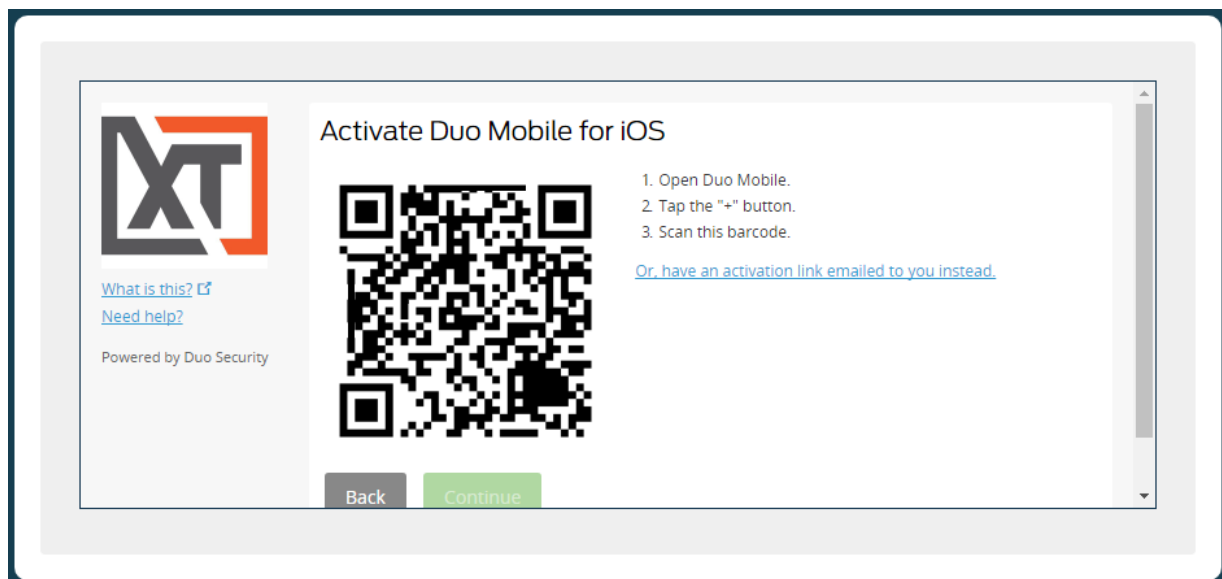 XT
Activate Duo Mobile for iOS
1. Open Duo Mobile.
2. Tap the "+" button.
3. Scan this barcode.
Or, have an activation link emailed to you instead.
What is this?
Need help?
Powered by Duo Security
Back
Continue